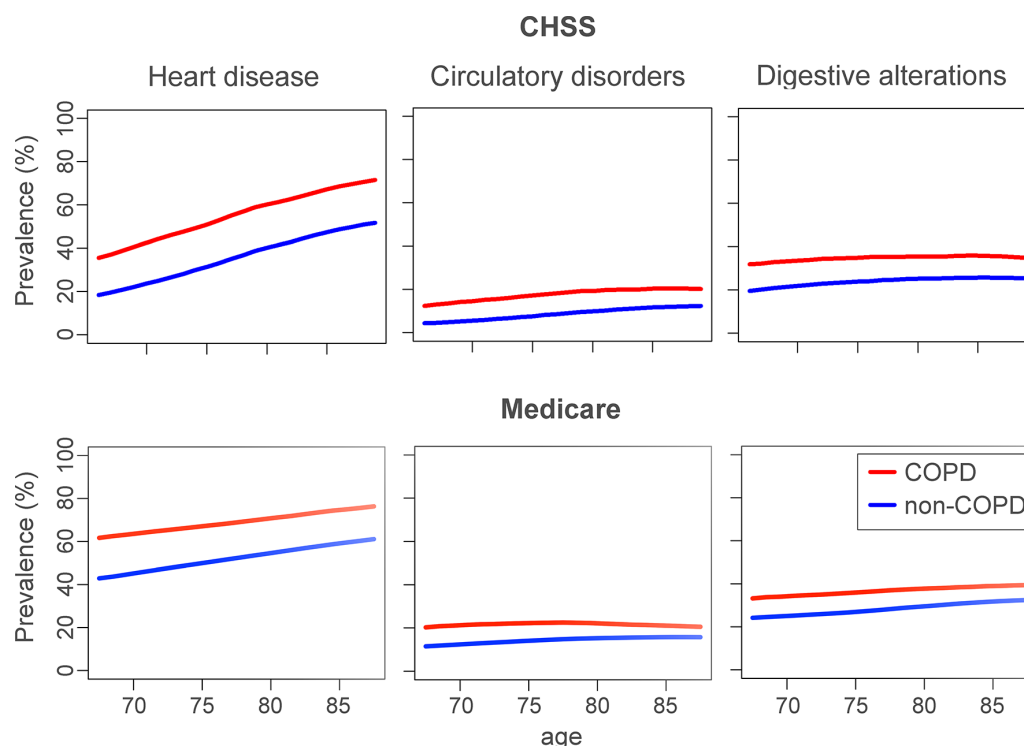 CHSS
Heart disease Circulatory disorders Digestive alterations
Prevalence (%)
100
80
60
40
20
0
Medicare
Prevalence (%)
100
80
60
40
20
0
COPD
non-COPD
70 75 80 85 70 75 80 85 70 75 80 85
age